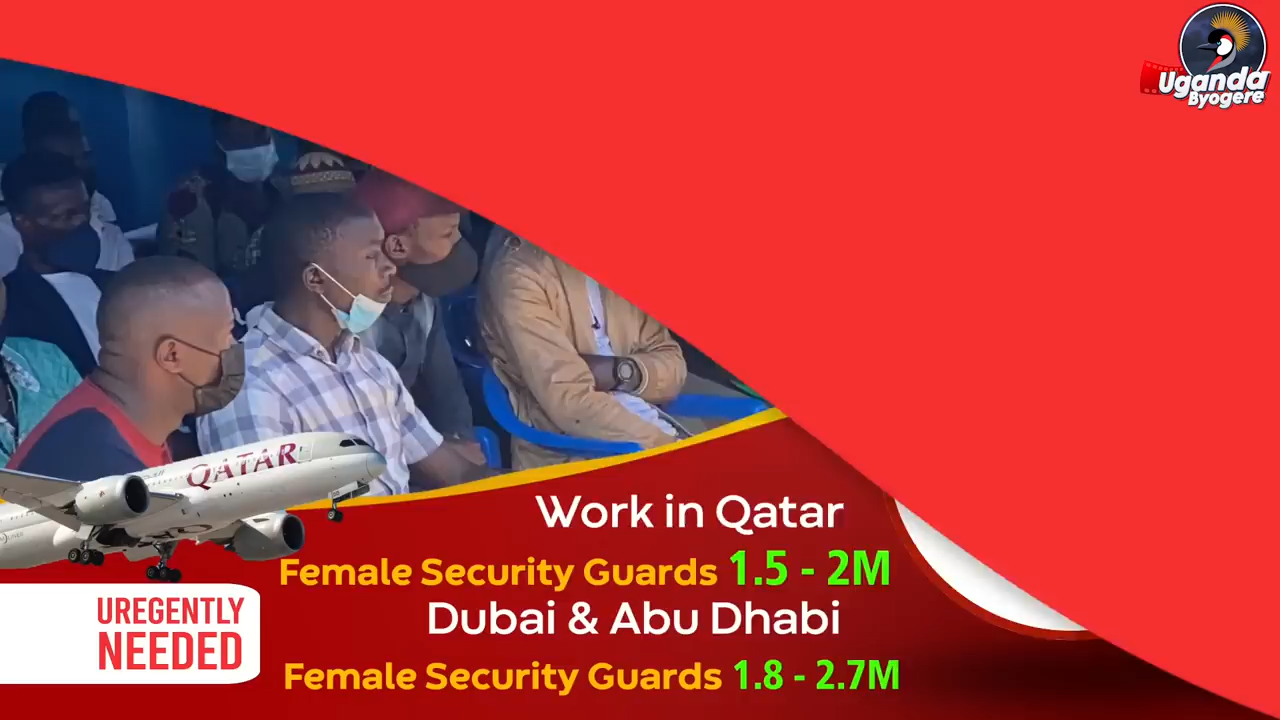 Uganda
Byogere
QATAR
Work in Qatar
Female Security Guards 1.5 - 2M
Dubai & Abu Dhabi
UREGENTLY
NEEDED
Female Security Guards 1.8 - 2.7M